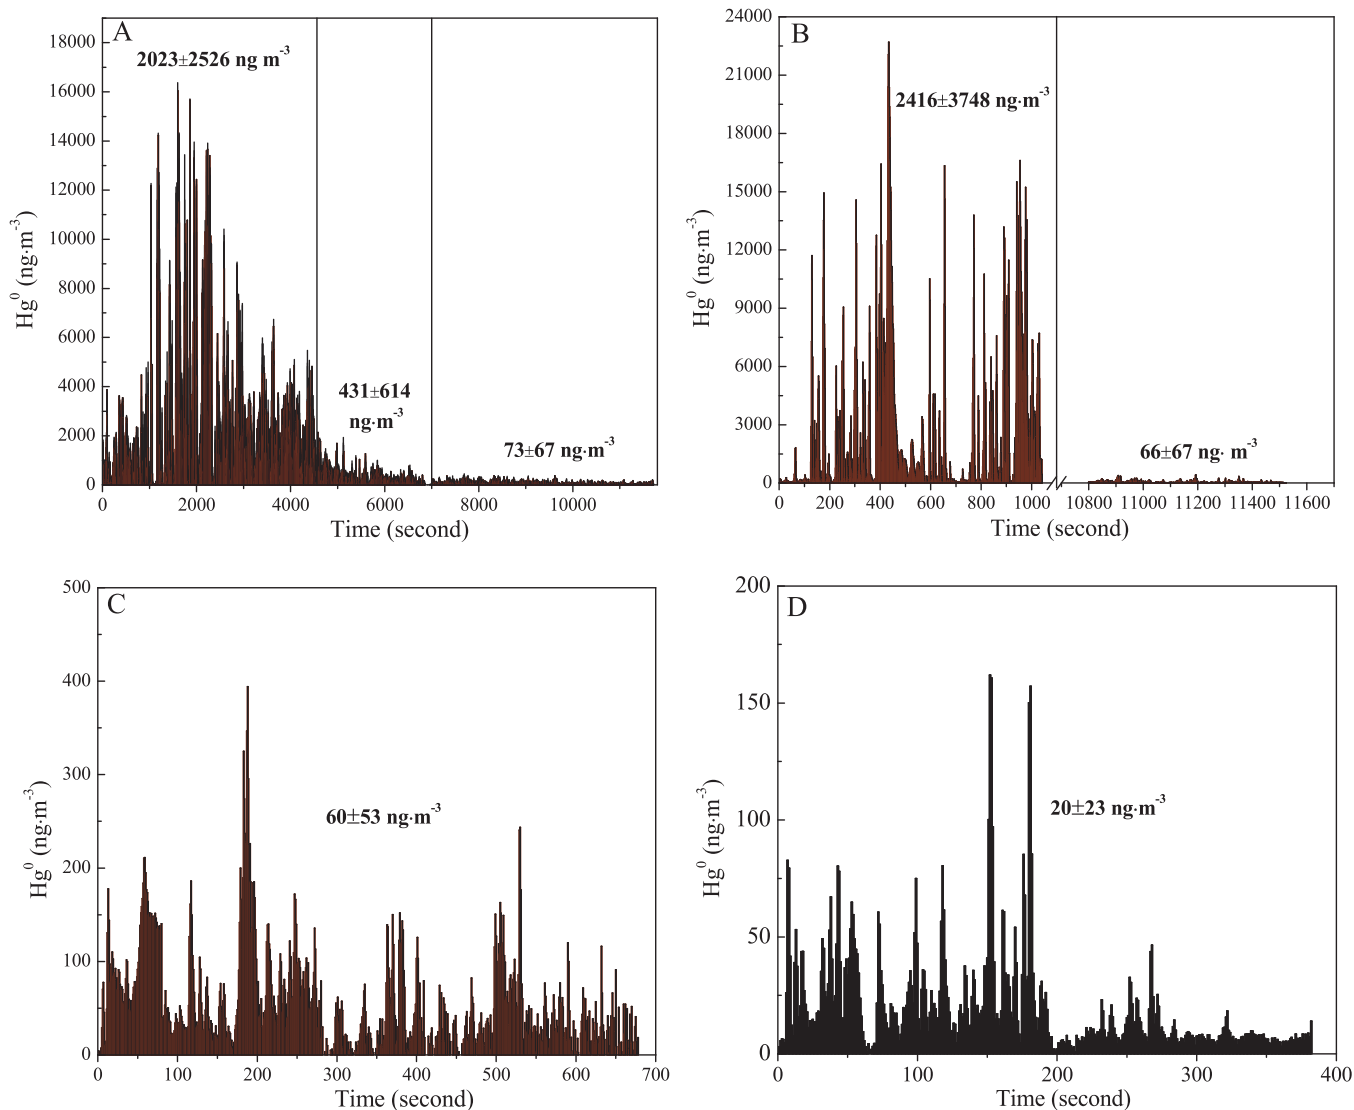 A
2023±2526 ng m⁻³
431±614
ng·m⁻³
73±67 ng·m⁻³
18000
16000
14000
12000
10000
8000
6000
4000
2000
0
Hg⁰ (ng·m⁻³)
0 2000 4000 6000 8000 10000
Time (second)
B
2416±3748 ng·m⁻³
66±67 ng· m⁻³
24000
21000
18000
15000
12000
9000
6000
3000
0
Hg⁰ (ng·m⁻³)
0 200 400 600 800 1000 10800 11000 11200 11400 11600
Time (second)
C
60±53 ng·m⁻³
500
400
300
200
100
0
Hg⁰ (ng·m⁻³)
0 100 200 300 400 500 600 700
Time (second)
D
20±23 ng·m⁻³
200
150
100
50
0
Hg⁰ (ng·m⁻³)
0 100 200 300 400
Time (second)